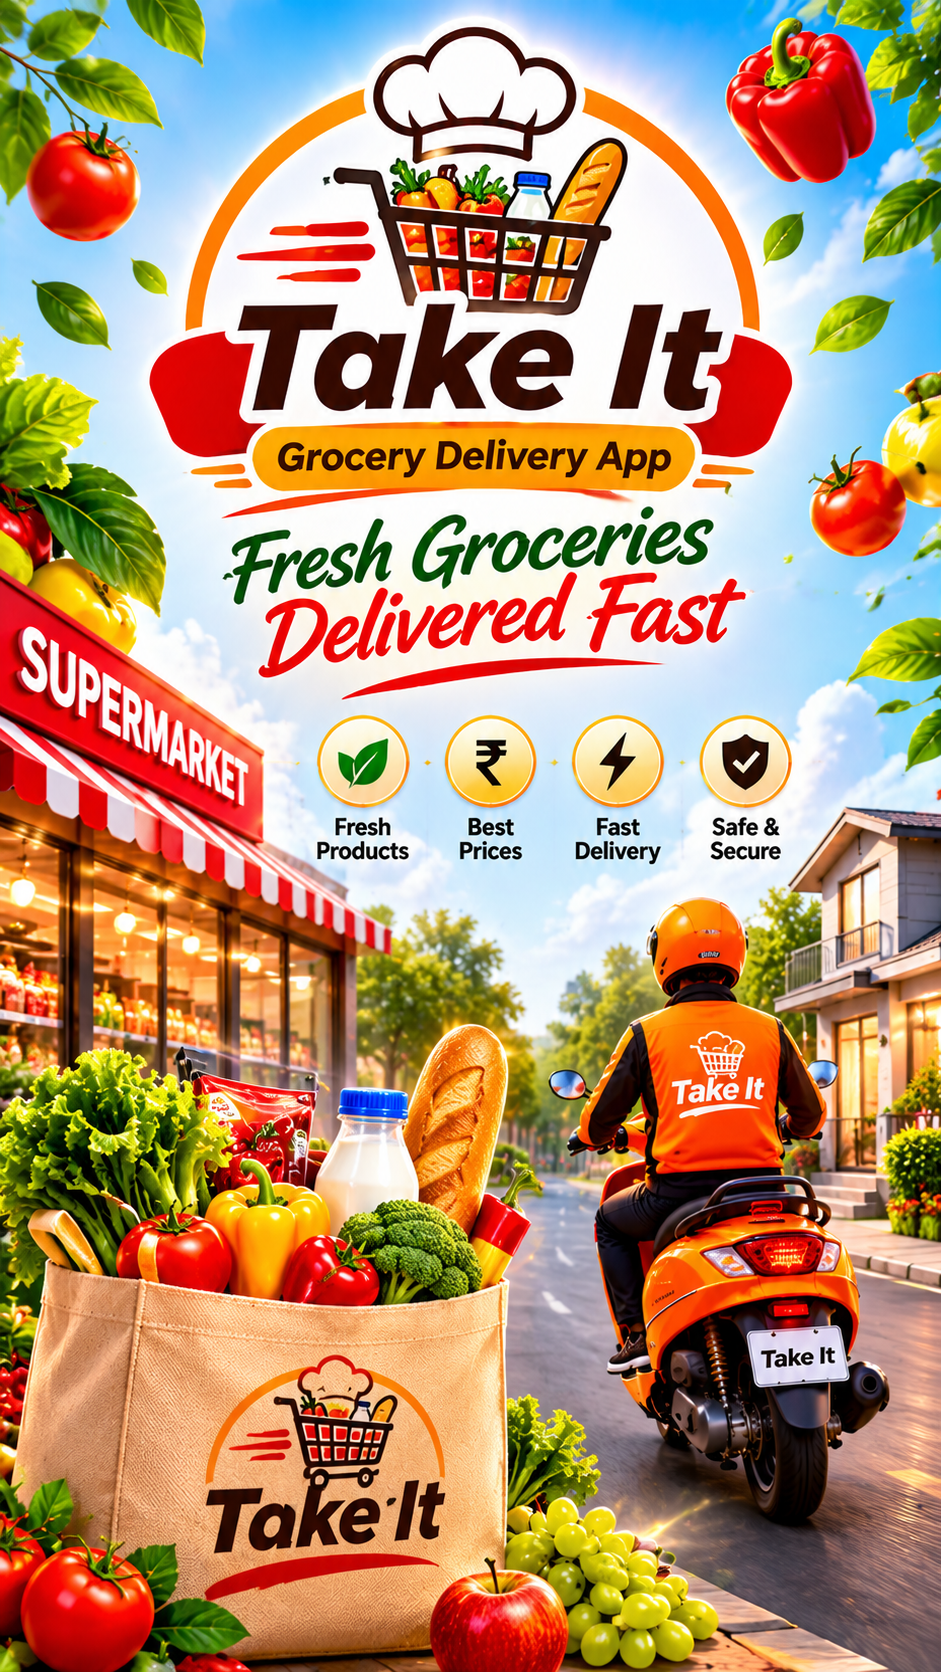 Take It
Grocery Delivery App
Fresh Groceries
Delivered Fast
SUPERMARKET
₹
Fresh
Products
Best
Prices
Fast
Delivery
Safe &
Secure
Take It
Take It
Take It